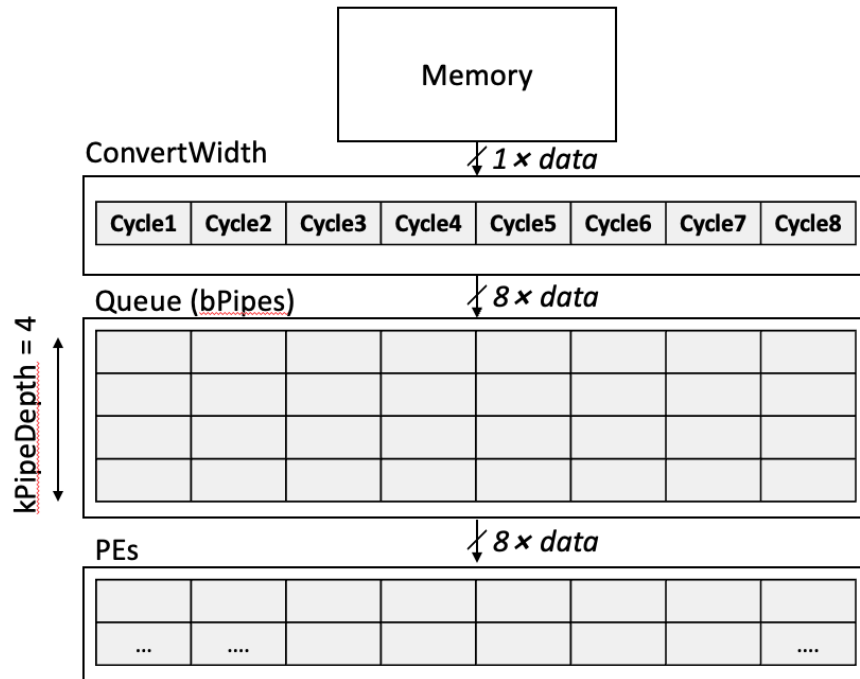 Memory
1 × data
ConvertWidth
Cycle1 Cycle2 Cycle3 Cycle4 Cycle5 Cycle6 Cycle7 Cycle8
8 × data
Queue (bPipes)
kPipeDepth = 4
8 × data
PEs
... .... ....